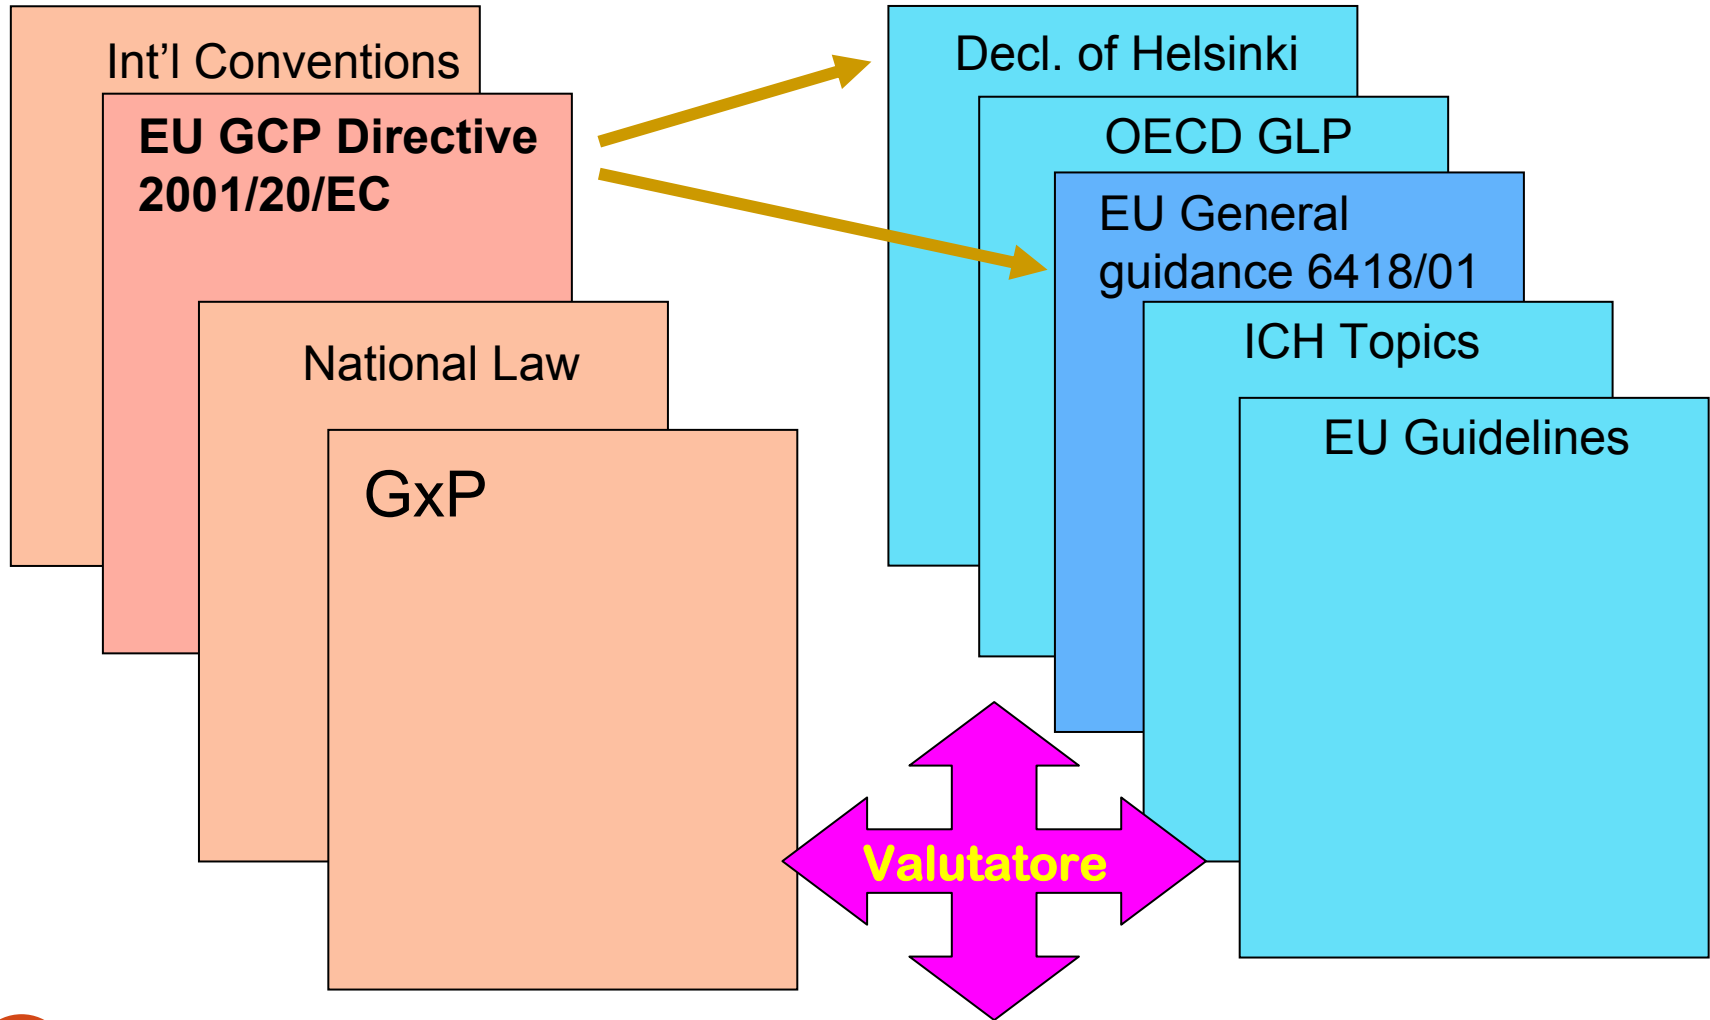 Int'l Conventions
EU GCP Directive
2001/20/EC
National Law
GxP
Decl. of Helsinki
OECD GLP
EU General
guidance 6418/01
ICH Topics
EU Guidelines
Valutatore